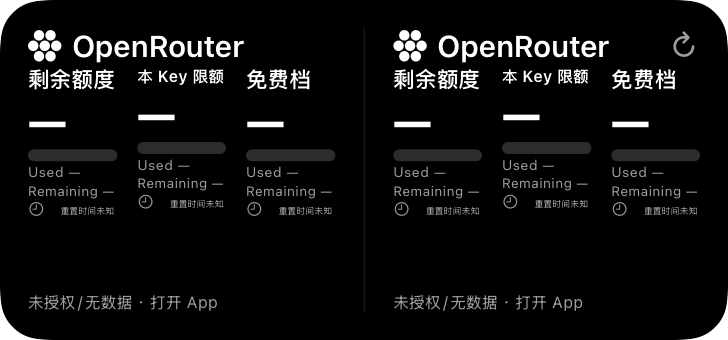 OpenRouter
剩余额度 本 Key 限额 免费档
— — —
Used — Used — Used —
Remaining — Remaining — Remaining —
重置时间未知 重置时间未知 重置时间未知
未授权/无数据 · 打开 App
OpenRouter
剩余额度 本 Key 限额 免费档
— — —
Used — Used — Used —
Remaining — Remaining — Remaining —
重置时间未知 重置时间未知 重置时间未知
未授权/无数据 · 打开 App